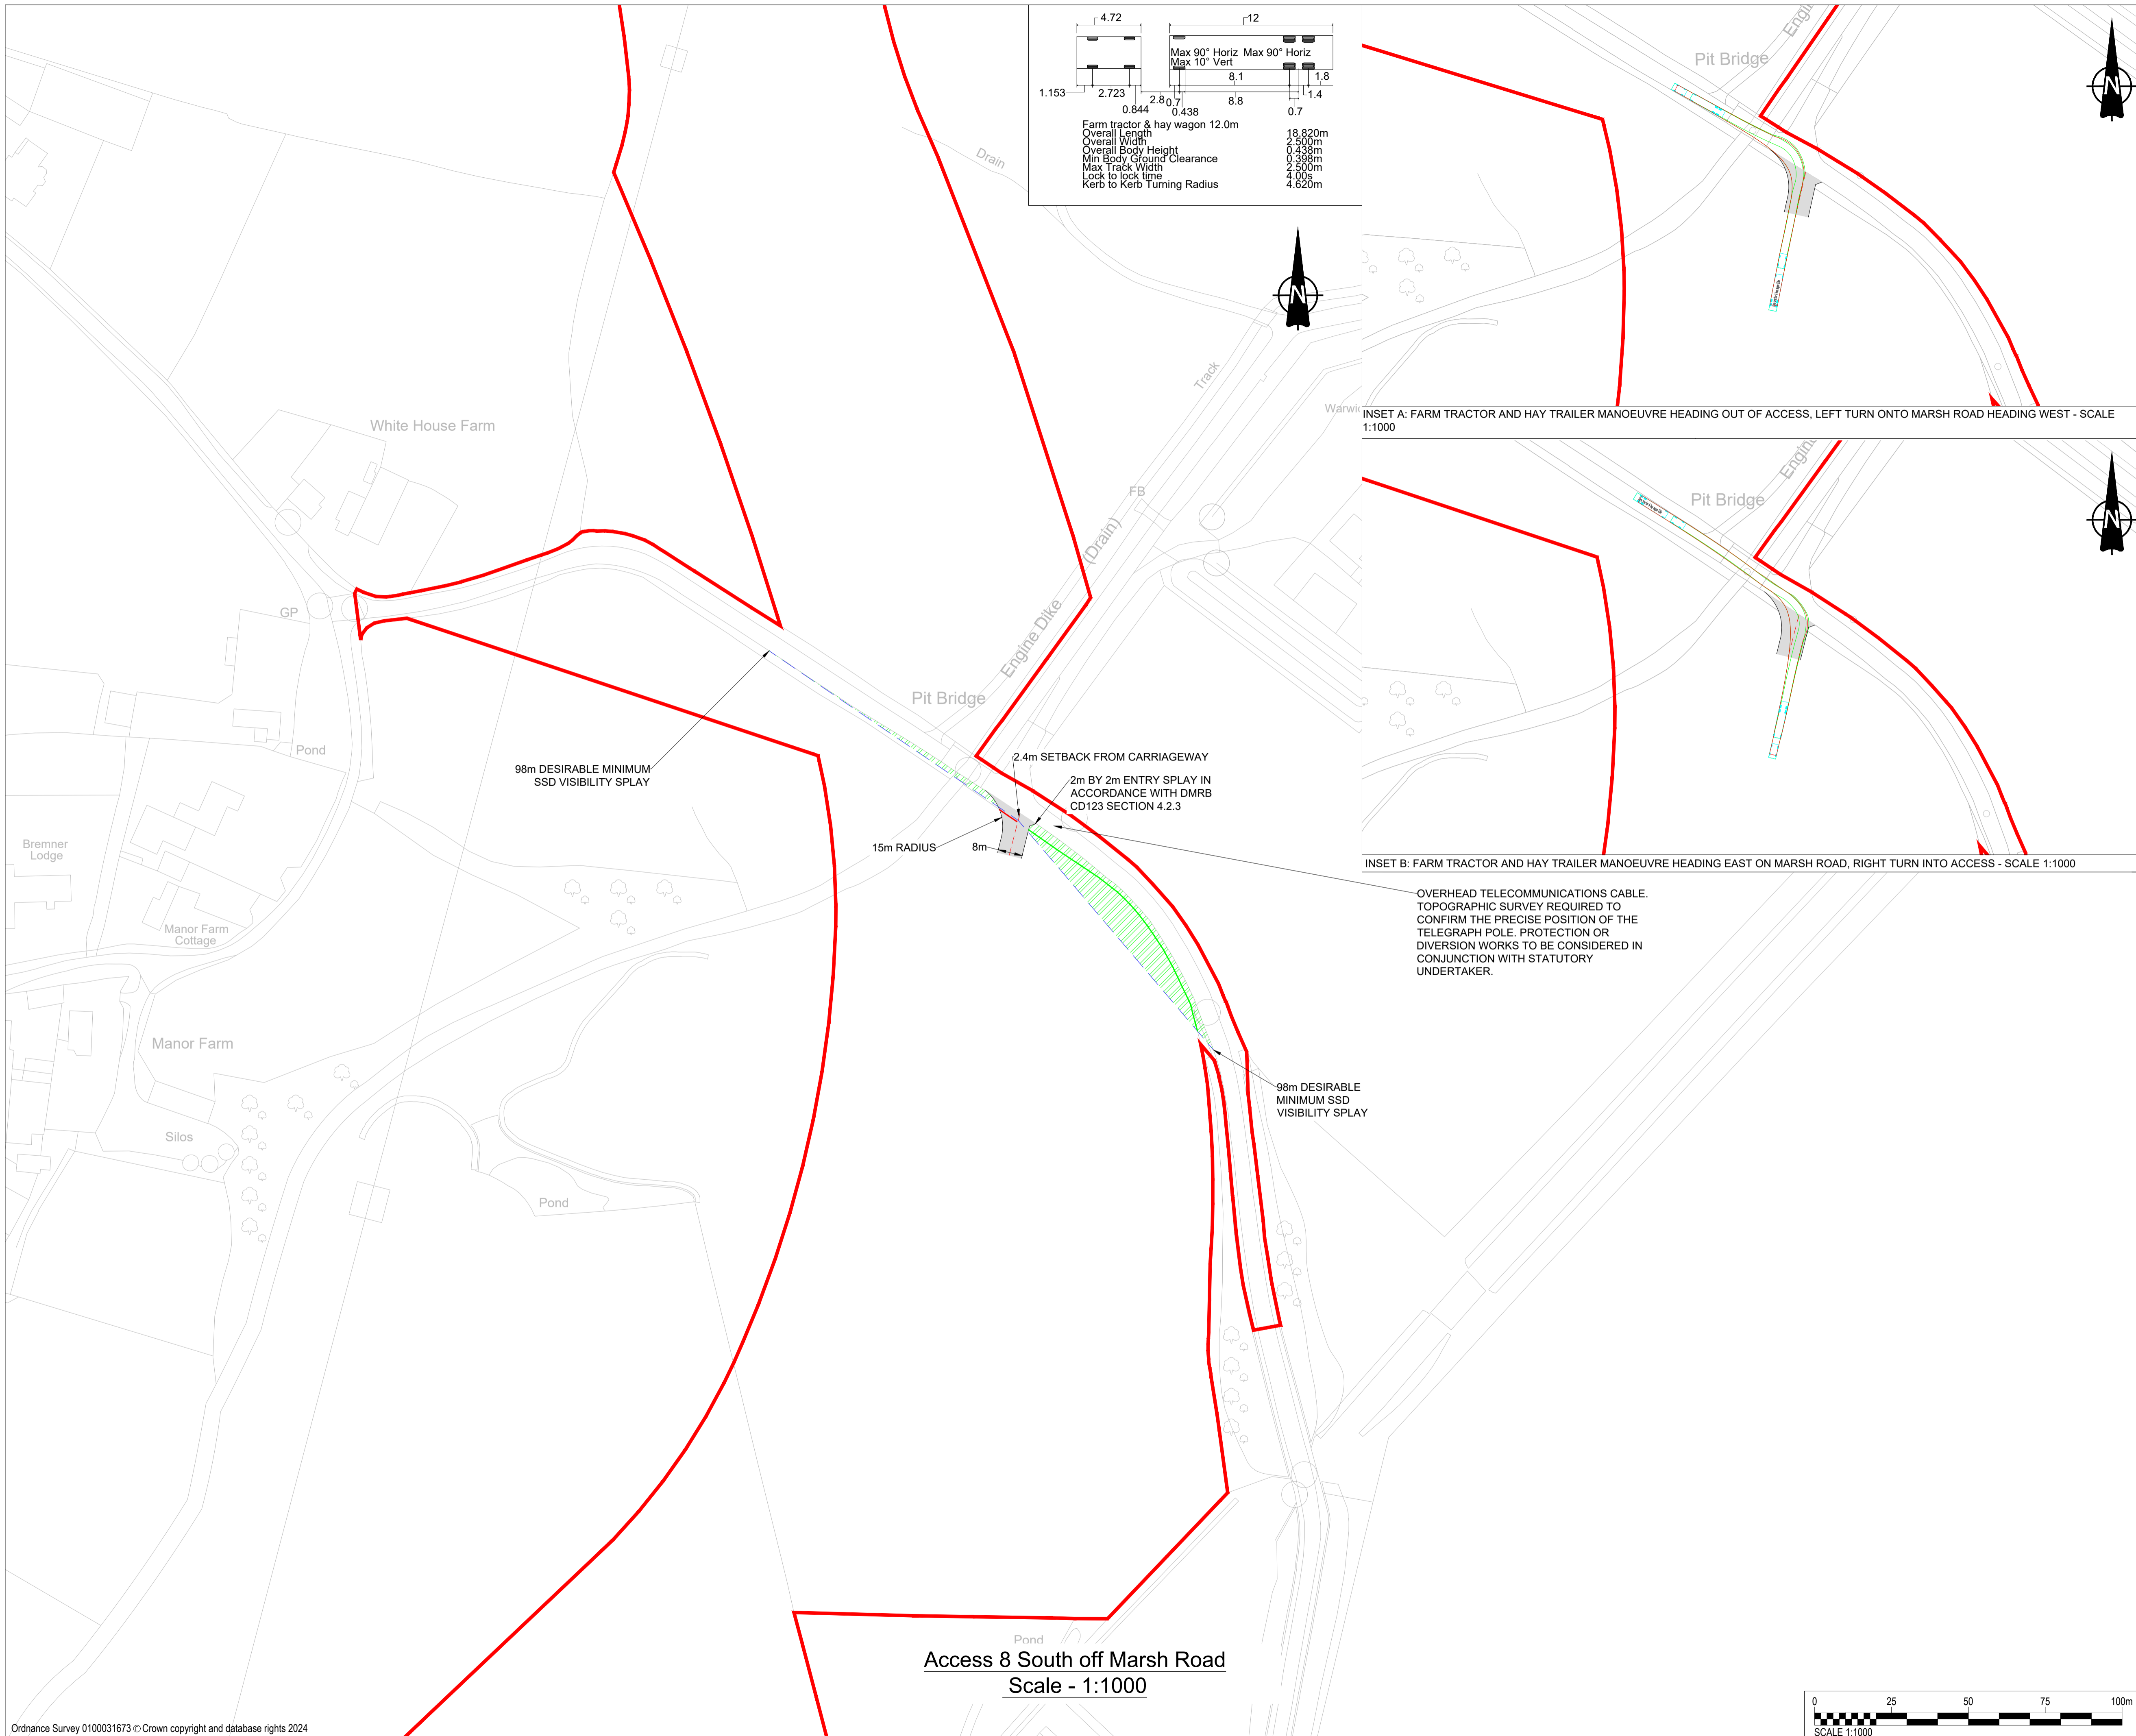 4.72
12
Max 90° Horiz Max 90° Horiz
Max 10° Vert
8.1
1.8
1.153
2.723
0.844
2.8
0.7
0.438
8.8
1.4
0.7
Farm tractor & hay wagon 12.0m
Overall Length 18.820m
Overall Width 2.500m
Overall Body Height 0.438m
Min Body Ground Clearance 0.398m
Max Track Width 2.500m
Lock to lock time 4.00s
Kerb to Kerb Turning Radius 4.620m
Pit Bridge
N
INSET A: FARM TRACTOR AND HAY TRAILER MANOEUVRE HEADING OUT OF ACCESS, LEFT TURN ONTO MARSH ROAD HEADING WEST - SCALE
1:1000
Pit Bridge
N
INSET B: FARM TRACTOR AND HAY TRAILER MANOEUVRE HEADING EAST ON MARSH ROAD, RIGHT TURN INTO ACCESS - SCALE 1:1000
Drain
N
Track
White House Farm
FB
(Drain)
Engine Dike
GP
Pit Bridge
Pond
98m DESIRABLE MINIMUM
SSD VISIBILITY SPLAY
2.4m SETBACK FROM CARRIAGEWAY
2m BY 2m ENTRY SPLAY IN
ACCORDANCE WITH DMRB
CD123 SECTION 4.2.3
15m RADIUS
8m
Bremner
Lodge
Manor Farm
Cottage
OVERHEAD TELECOMMUNICATIONS CABLE.
TOPOGRAPHIC SURVEY REQUIRED TO
CONFIRM THE PRECISE POSITION OF THE
TELEGRAPH POLE. PROTECTION OR
DIVERSION WORKS TO BE CONSIDERED IN
CONJUNCTION WITH STATUTORY
UNDERTAKER.
Manor Farm
98m DESIRABLE
MINIMUM SSD
VISIBILITY SPLAY
Silos
Pond
Pond
Access 8 South off Marsh Road
Scale - 1:1000
0 25 50 75 100m
SCALE 1:1000
Ordnance Survey 0100031673 © Crown copyright and database rights 2024